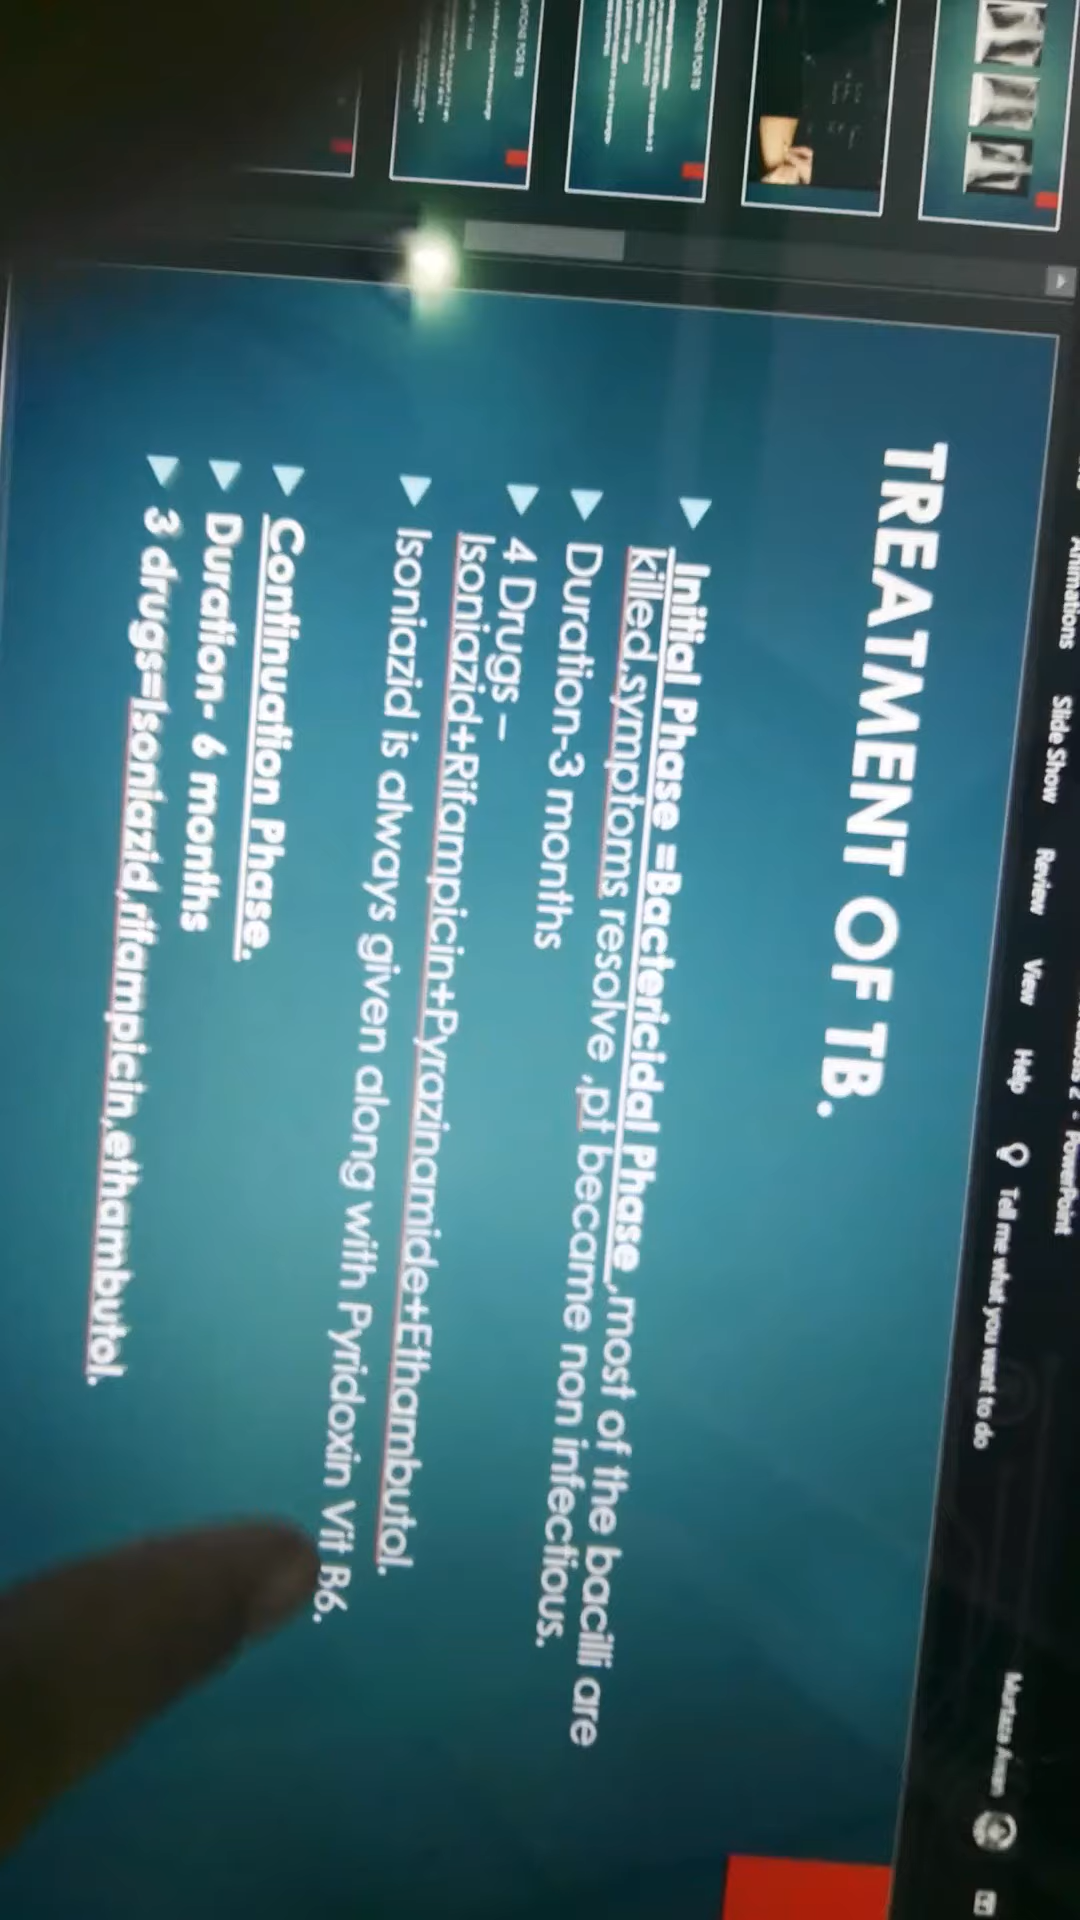 Animations Slide Show Review View Help Tell me what you want to do
PowerPoint
TREATMENT OF TB.
Initial Phase =Bactericidal Phase ,most of the bacilli are
killed,symptoms resolve ,pt became non infectious.
Duration-3 months
4 Drugs –
Isoniazid+Rifampicin+Pyrazinamide+Ethambutol.
Isoniazid is always given along with Pyridoxin Vit B6.
Continuation Phase.
Duration- 6 months
3 drugs=Isoniazid,rifampicin,ethambutol.